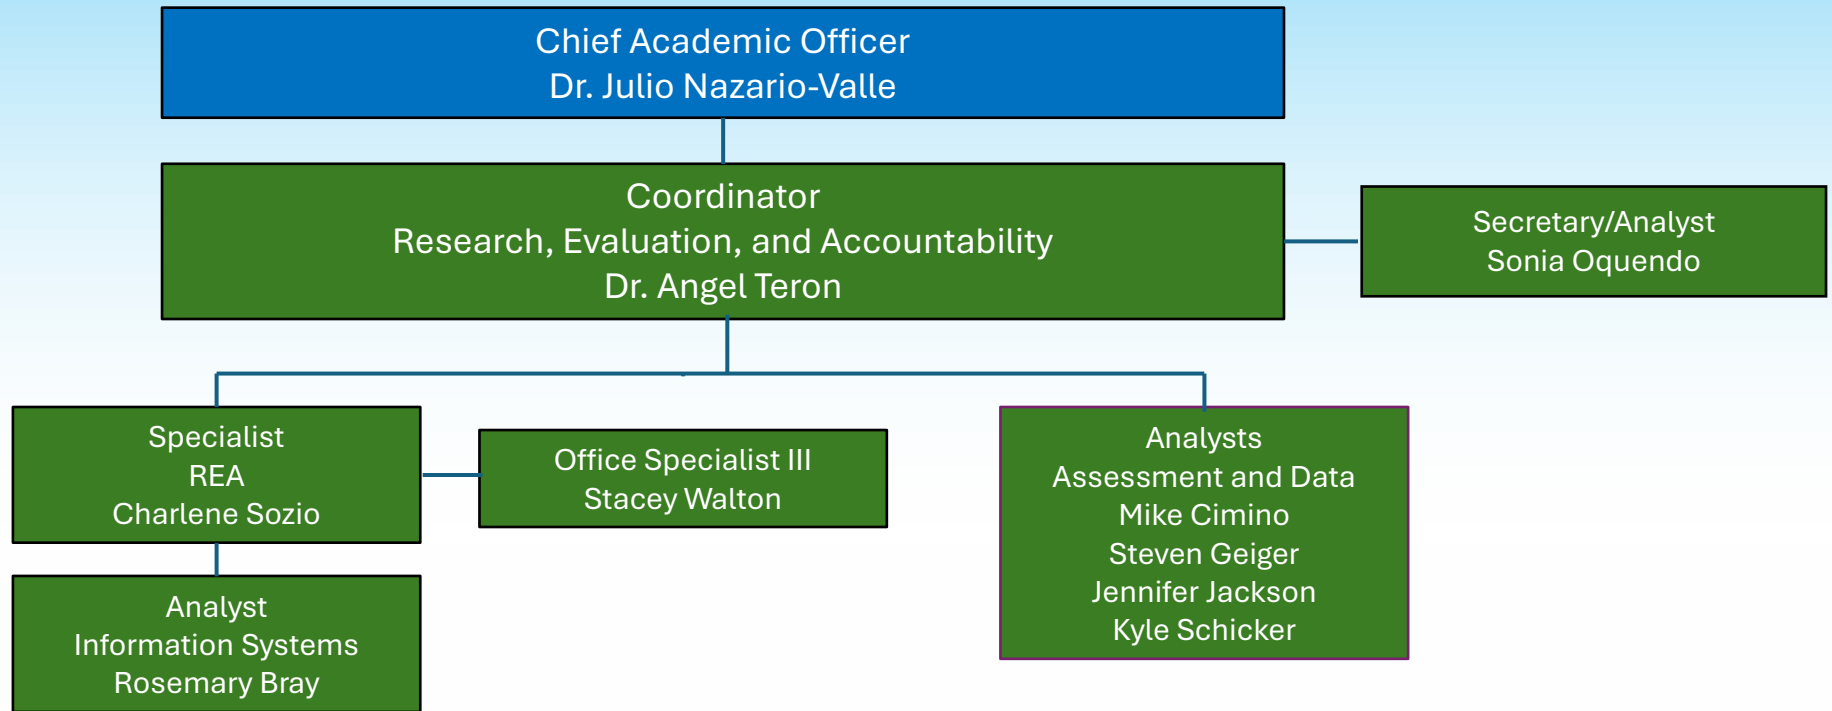 Chief Academic Officer
Dr. Julio Nazario-Valle
Coordinator
Research, Evaluation, and Accountability
Dr. Angel Teron
Secretary/Analyst
Sonia Oquendo
Specialist
REA
Charlene Sozio
Office Specialist III
Stacey Walton
Analysts
Assessment and Data
Mike Cimino
Steven Geiger
Jennifer Jackson
Kyle Schicker
Analyst
Information Systems
Rosemary Bray